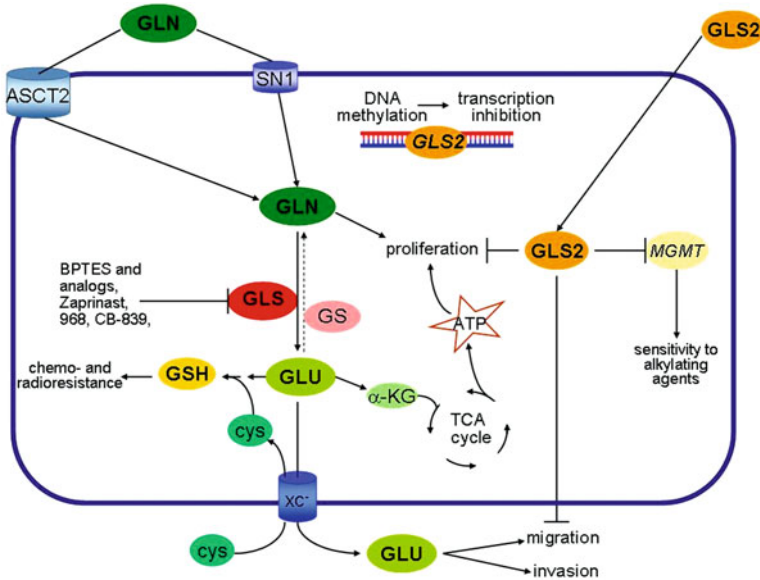 GLN
GLS2
ASCT2
SN1
DNA
methylation
transcription
inhibition
GLS2
GLN
proliferation
GLS2
MGMT
BPTES and
analogs,
Zaprinast,
968, CB-839,
GLS
GS
ATP
sensitivity to
alkylating
agents
chemo- and
radioresistance
GSH
GLU
α-KG
cys
TCA
cycle
xc-
cys
GLU
migration
invasion